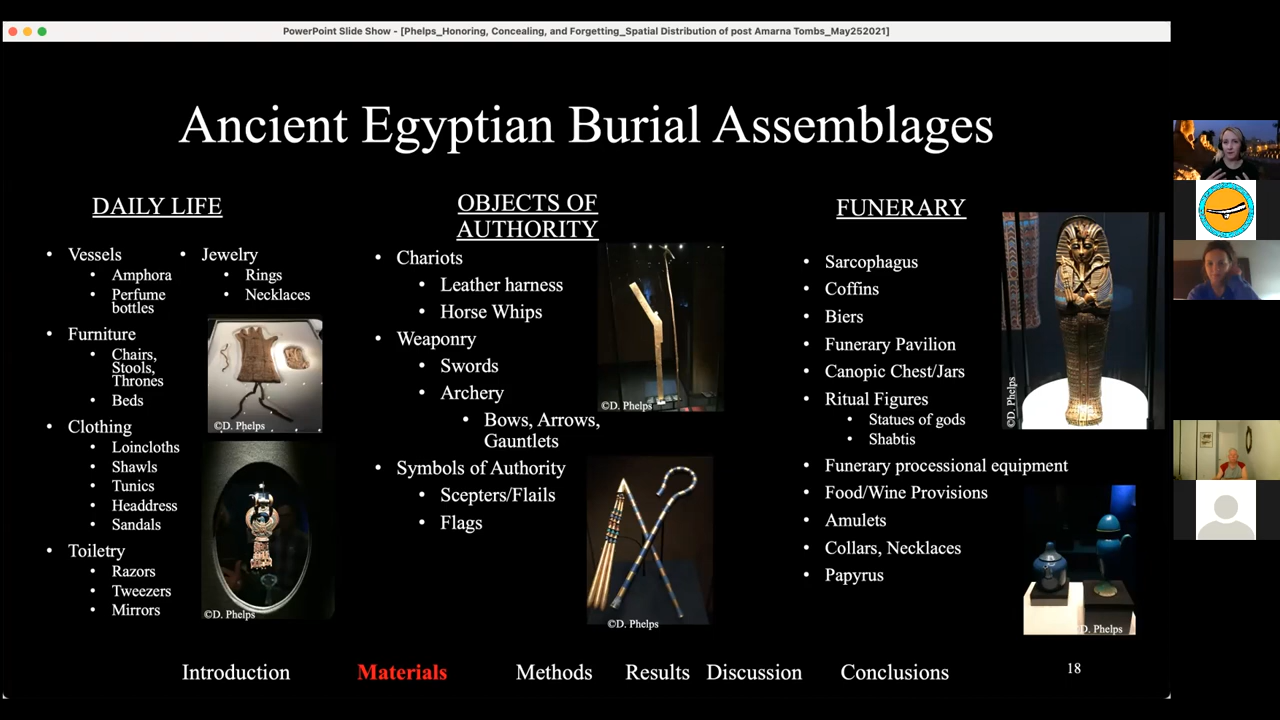 PowerPoint Slide Show - [Phelps_Honoring, Concealing, and Forgetting_Spatial Distribution of post Amarna Tombs_May252021]
Ancient Egyptian Burial Assemblages
DAILY LIFE
• Vessels
• Amphora
• Perfume
bottles
• Furniture
• Chairs,
Stools,
Thrones
• Beds
• Clothing
• Loincloths
• Shawls
• Tunics
• Headdress
• Sandals
• Toiletry
• Razors
• Tweezers
• Mirrors
• Jewelry
• Rings
• Necklaces
©D. Phelps
©D. Phelps
OBJECTS OF
AUTHORITY
• Chariots
• Leather harness
• Horse Whips
• Weaponry
• Swords
• Archery
• Bows, Arrows,
Gauntlets
• Symbols of Authority
• Scepters/Flails
• Flags
©D. Phelps
©D. Phelps
FUNERARY
• Sarcophagus
• Coffins
• Biers
• Funerary Pavilion
• Canopic Chest/Jars
• Ritual Figures
• Statues of gods
• Shabtis
• Funerary processional equipment
• Food/Wine Provisions
• Amulets
• Collars, Necklaces
• Papyrus
©D. Phelps
©D. Phelps
Introduction Materials Methods Results Discussion Conclusions 18